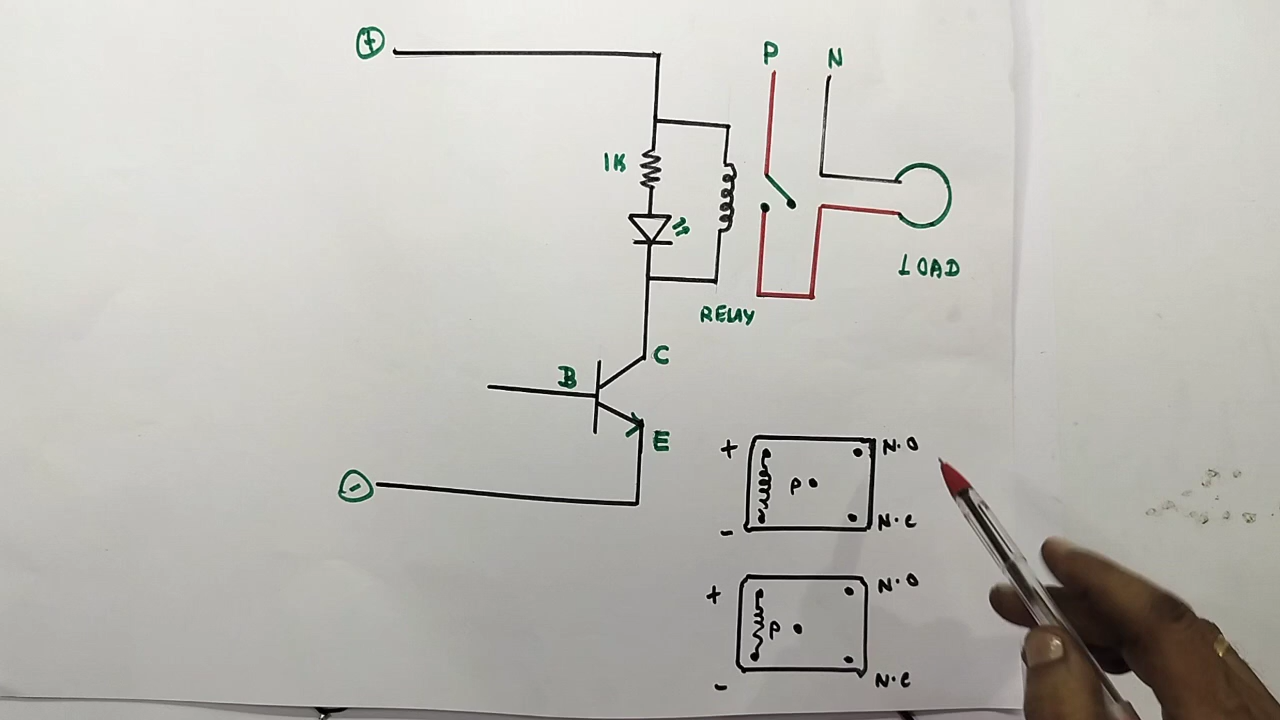 +
P N
1K
LOAD
RELAY
C
B
E
-
+ N.O
P
- N.C
+ N.O
P
- N.C